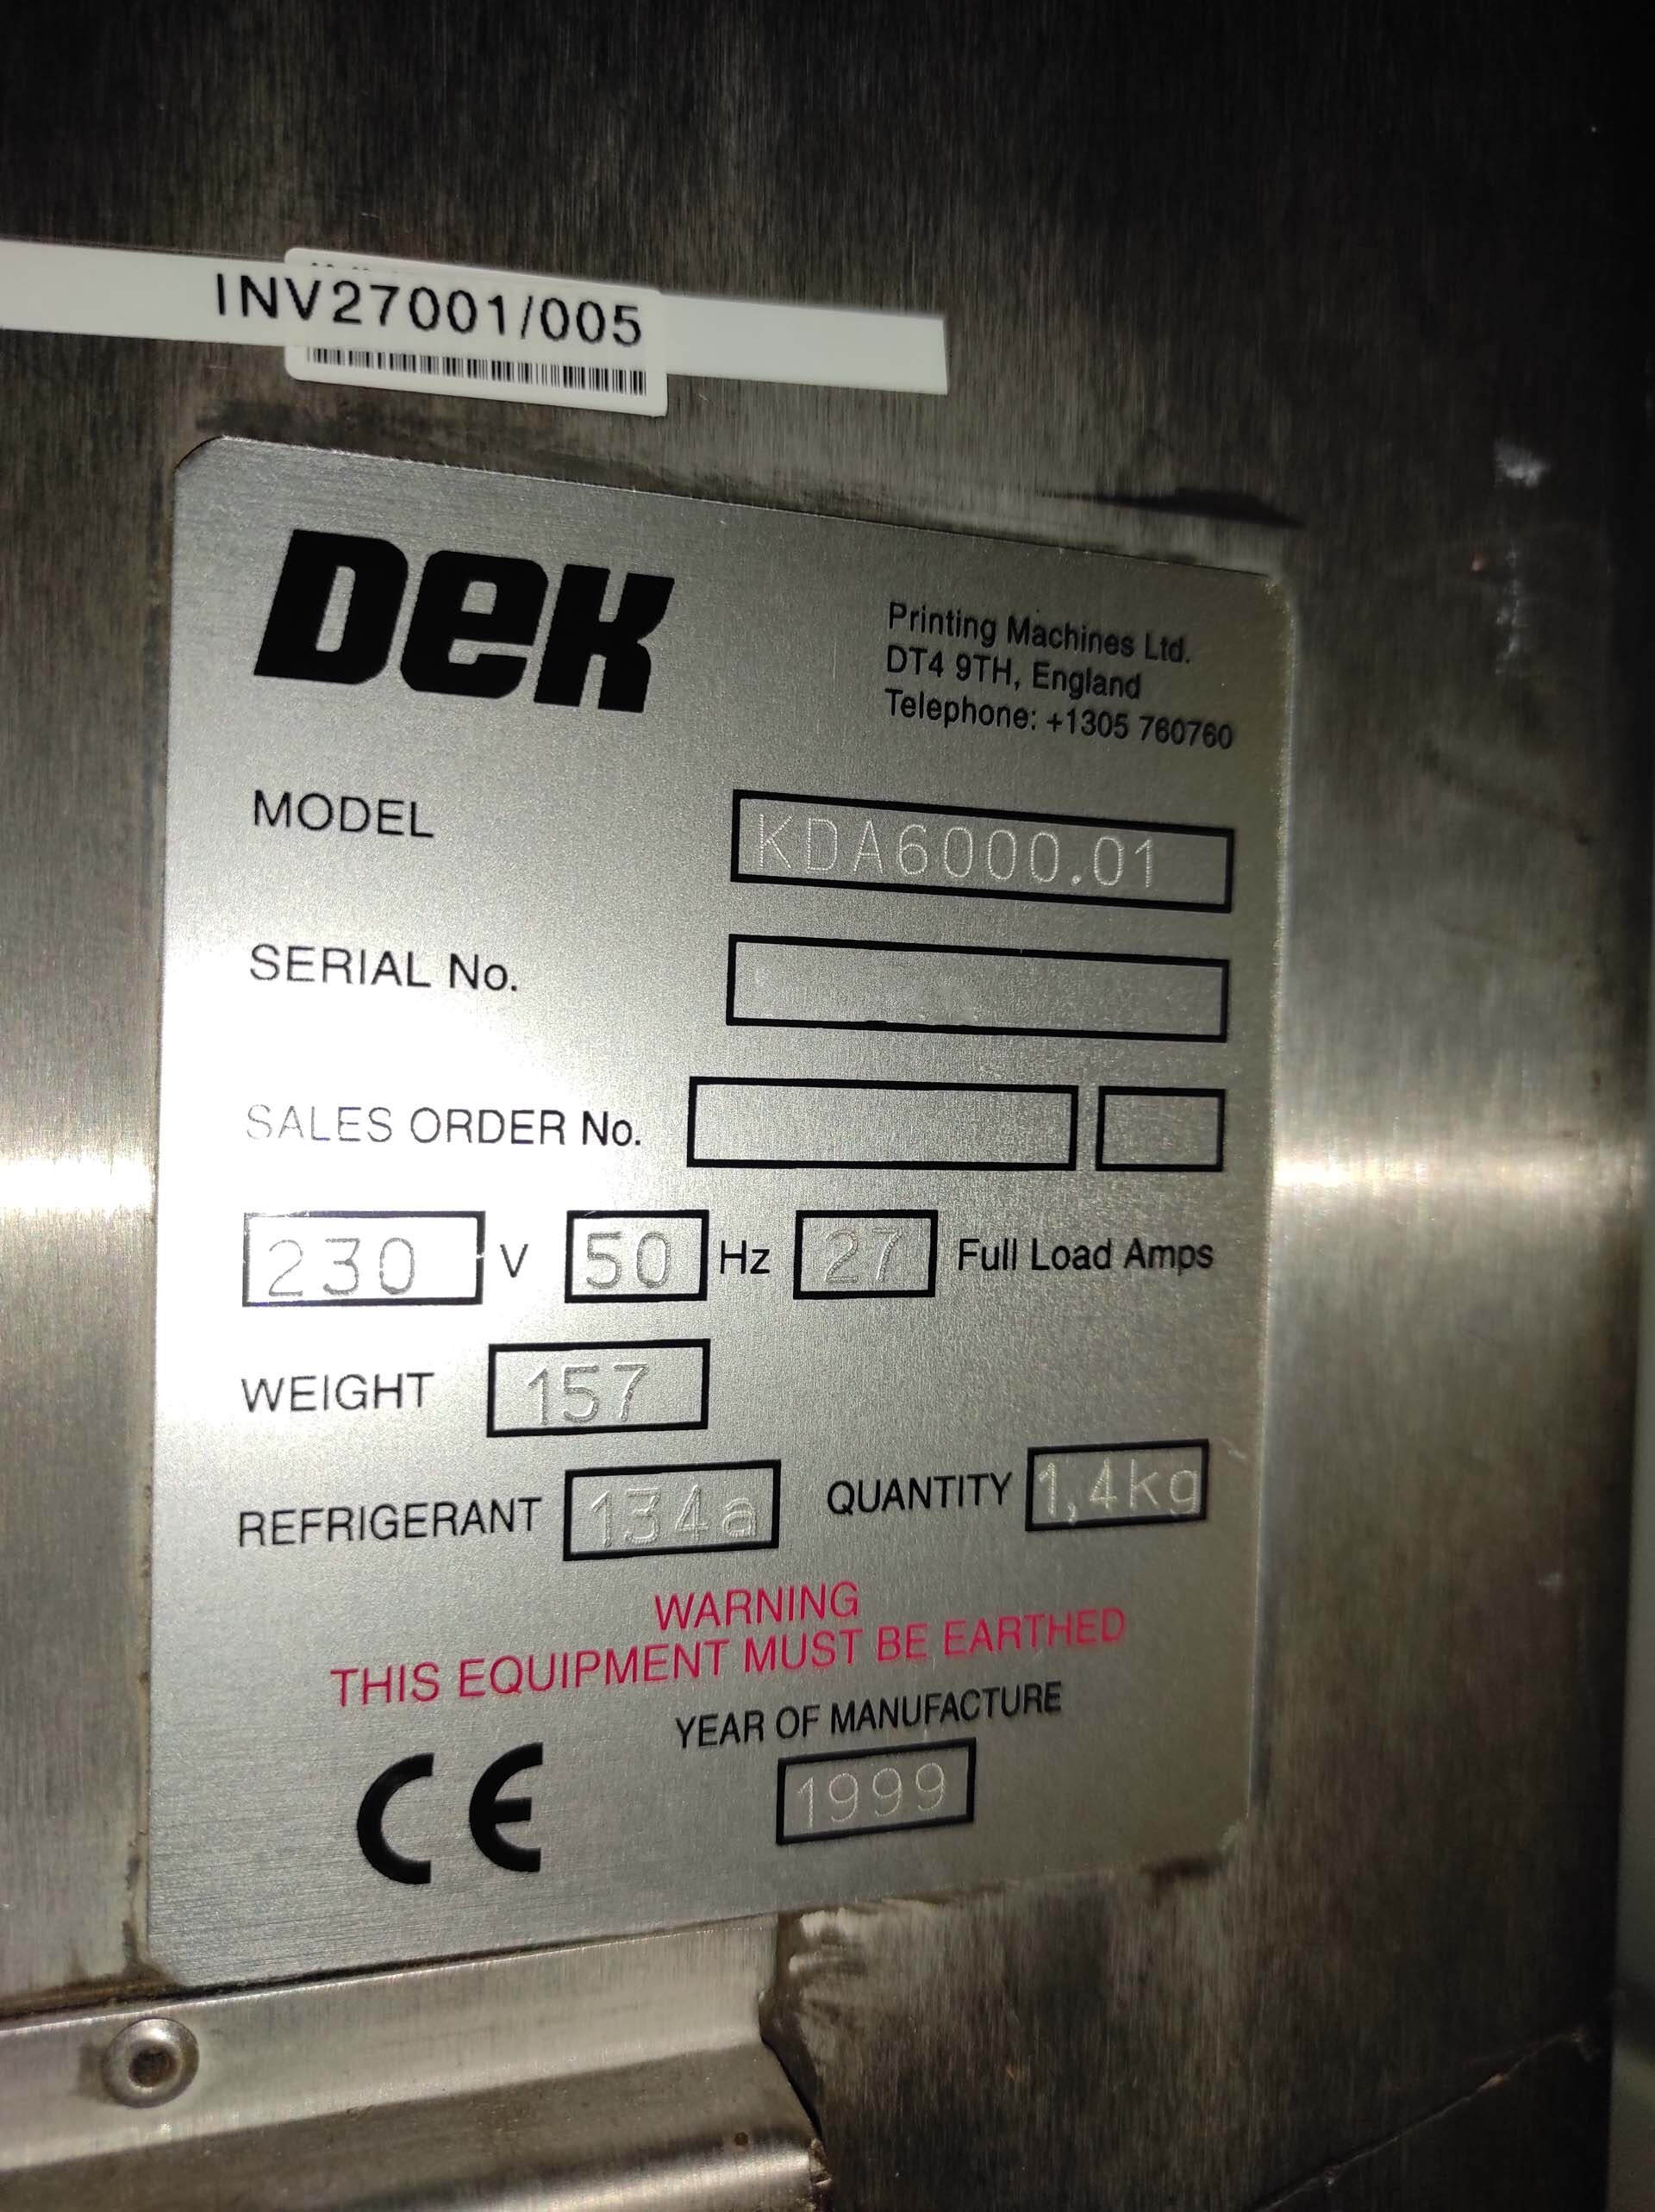 INV27001/005
DEK
Printing Machines Ltd.
DT4 9TH, England
Telephone: +1305 760760
MODEL KDA6000.01
SERIAL No.
SALES ORDER No.
230 V 50 Hz 27 Full Load Amps
WEIGHT 157
REFRIGERANT 134a QUANTITY 1,4kg
WARNING
THIS EQUIPMENT MUST BE EARTHED
YEAR OF MANUFACTURE
CE 1999